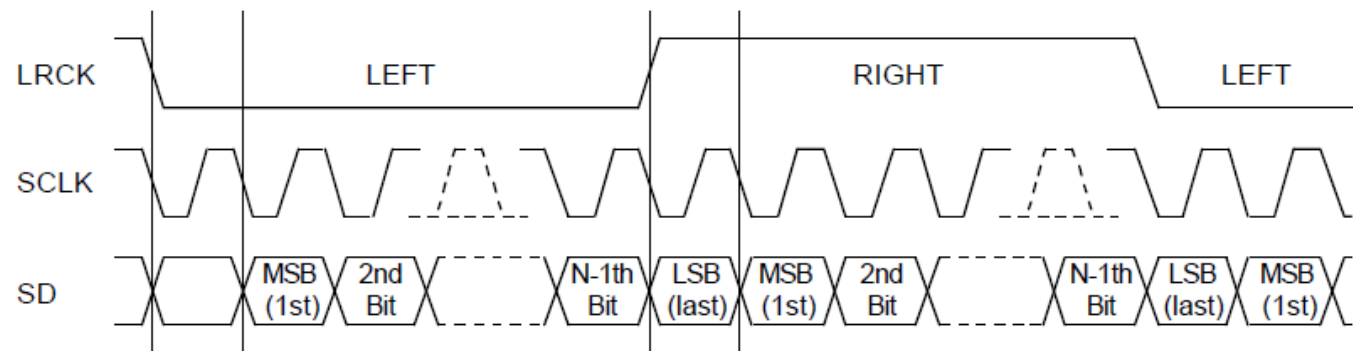 LRCK LEFT RIGHT LEFT
SCLK
SD
MSB 2nd N-1th LSB MSB 2nd N-1th LSB MSB
(1st) Bit Bit (last) (1st) Bit Bit (last) (1st)